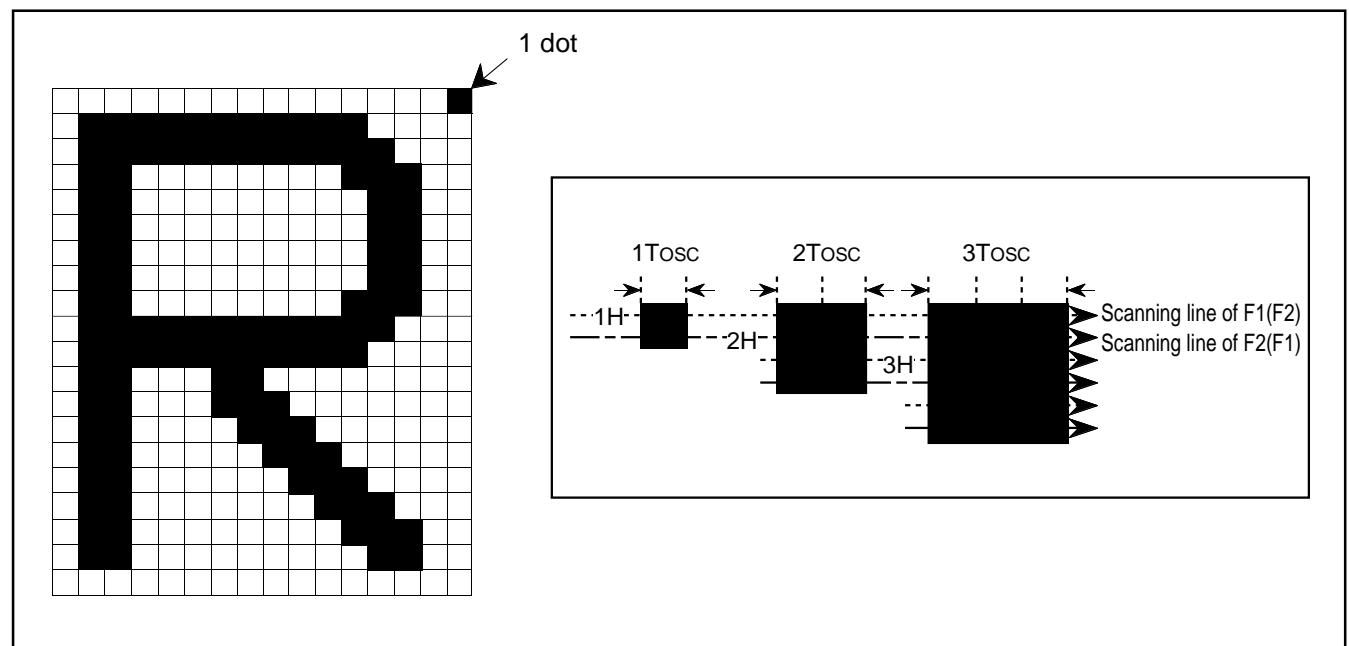 1 dot
1TOSC 2TOSC 3TOSC
1H
2H
3H
Scanning line of F1(F2)
Scanning line of F2(F1)